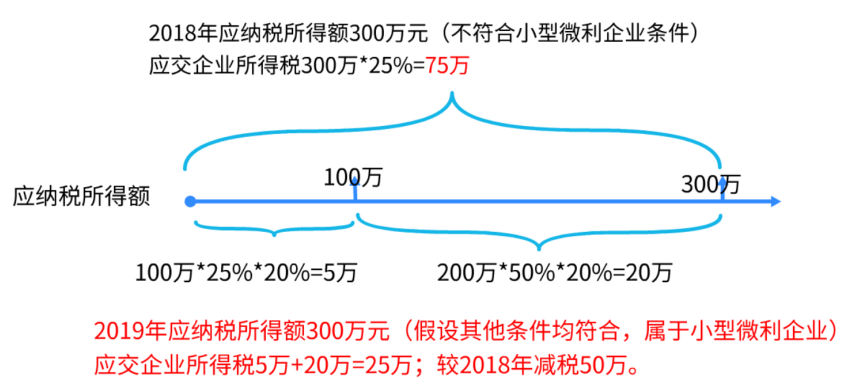 2018年应纳税所得额300万元（不符合小型微利企业条件）
应交企业所得税300万*25%=75万
100万
300万
应纳税所得额
100万*25%*20%=5万
200万*50%*20%=20万
2019年应纳税所得额300万元（假设其他条件均符合，属于小型微利企业）
应交企业所得税5万+20万=25万；较2018年减税50万。